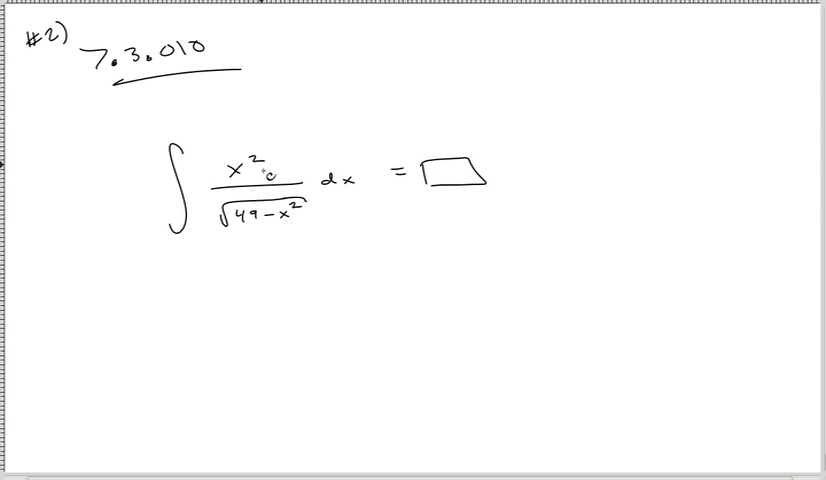 #2) 7.3.010
∫ x² / √(49 - x²) dx = □